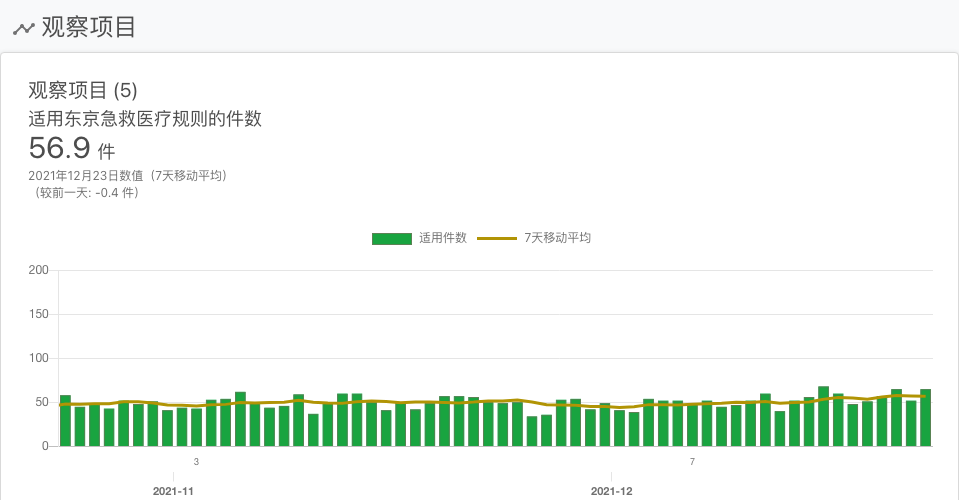 观察项目
观察项目 (5)
适用东京急救医疗规则的件数
56.9 件
2021年12月23日数值（7天移动平均）
（较前一天: -0.4 件）
适用件数 7天移动平均
200
150
100
50
0
3 7
2021-11 2021-12